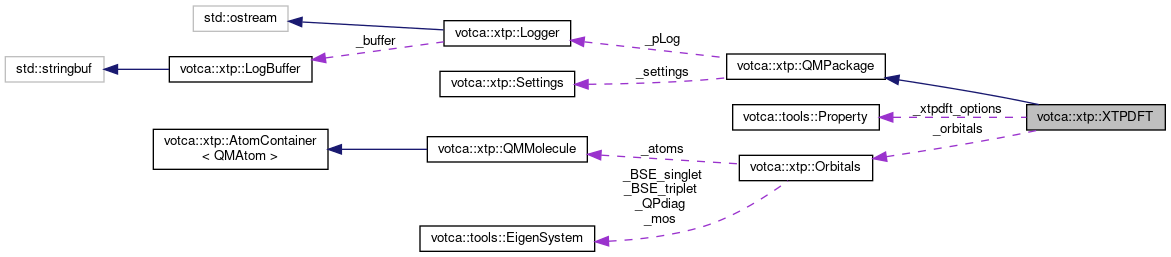 std::ostream
votca::xtp::Logger
_buffer
_pLog
std::stringbuf
votca::xtp::LogBuffer
votca::xtp::QMPackage
_settings
votca::xtp::Settings
_xtpdft_options
votca::tools::Property
votca::xtp::XTPDFT
_orbitals
votca::xtp::AtomContainer
< QMAtom >
votca::xtp::QMMolecule
_atoms
votca::xtp::Orbitals
_BSE_singlet
_BSE_triplet
_QPdiag
_mos
votca::tools::EigenSystem